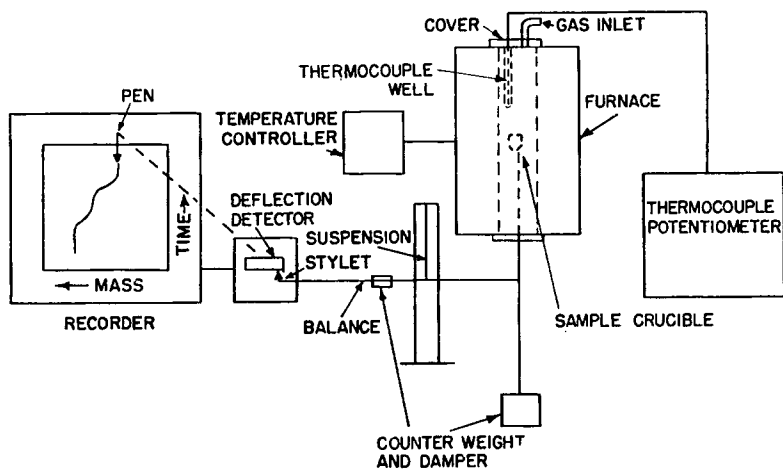 COVER
GAS INLET
THERMOCOUPLE
WELL
PEN
FURNACE
TEMPERATURE
CONTROLLER
DEFLECTION
DETECTOR
TIME
SUSPENSION
THERMOCOUPLE
POTENTIOMETER
STYLET
MASS
RECORDER
BALANCE
SAMPLE CRUCIBLE
COUNTER WEIGHT
AND DAMPER